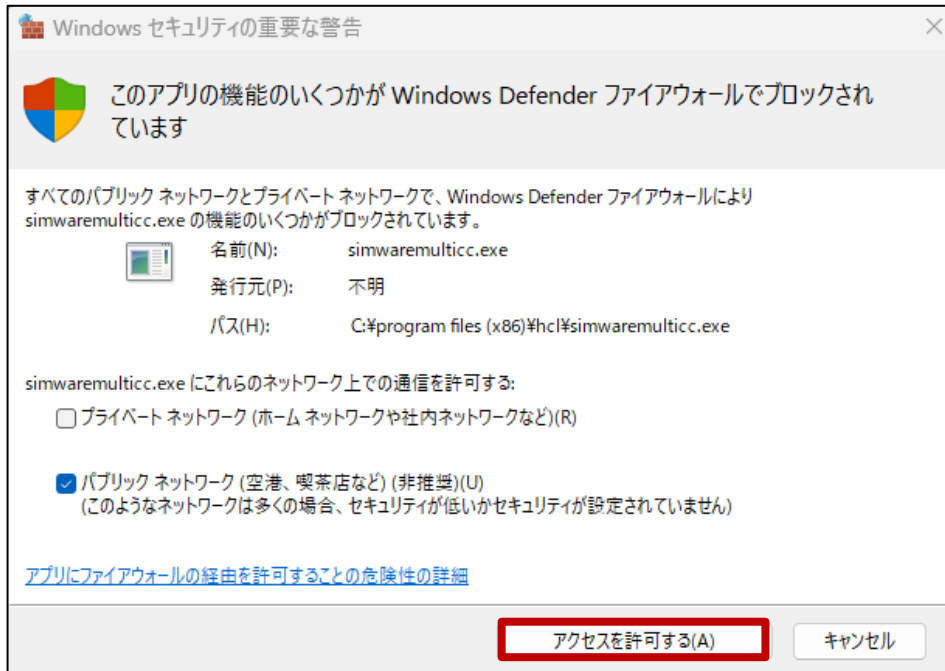 Windows セキュリティの重要な警告
このアプリの機能のいくつかが Windows Defender ファイアウォールでブロックされ
ています
すべてのパブリック ネットワークとプライベート ネットワークで、Windows Defender ファイアウォールにより
simwaremulticc.exe の機能のいくつかがブロックされています。
名前(N): simwaremulticc.exe
発行元(P): 不明
パス(H): C:¥program files (x86)¥hcl¥simwaremulticc.exe
simwaremulticc.exe にこれらのネットワーク上での通信を許可する:
プライベート ネットワーク (ホーム ネットワークや社内ネットワークなど)(R)
パブリック ネットワーク (空港、喫茶店など) (非推奨)(U)
(このようなネットワークは多くの場合、セキュリティが低いかセキュリティが設定されていません)
アプリにファイアウォールの経由を許可することの危険性の詳細
アクセスを許可する(A) キャンセル